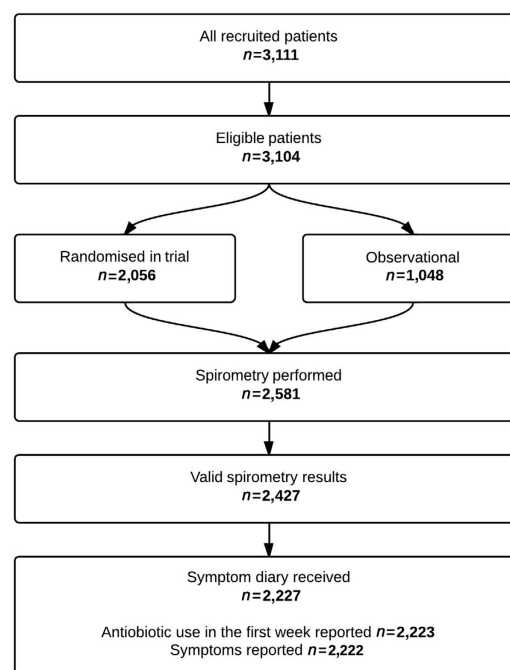 All recruited patients
n=3,111
Eligible patients
n=3,104
Randomised in trial
n=2,056
Observational
n=1,048
Spirometry performed
n=2,581
Valid spirometry results
n=2,427
Symptom diary received
n=2,227
Antibiotic use in the first week reported n=2,223
Symptoms reported n=2,222